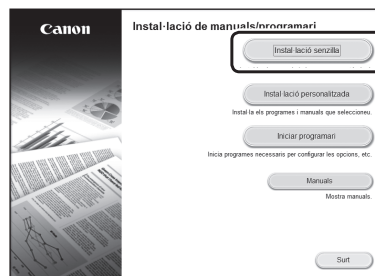 Canon
Instal·lació de manuals/programari
Instal·lació senzilla
Instal·lació personalitzada
Instal·la els programes i manuals que seleccioneu.
Iniciar programari
Inicia programes necessaris per configurar les opcions, etc.
Manuals
Mostra manuals.
Surt